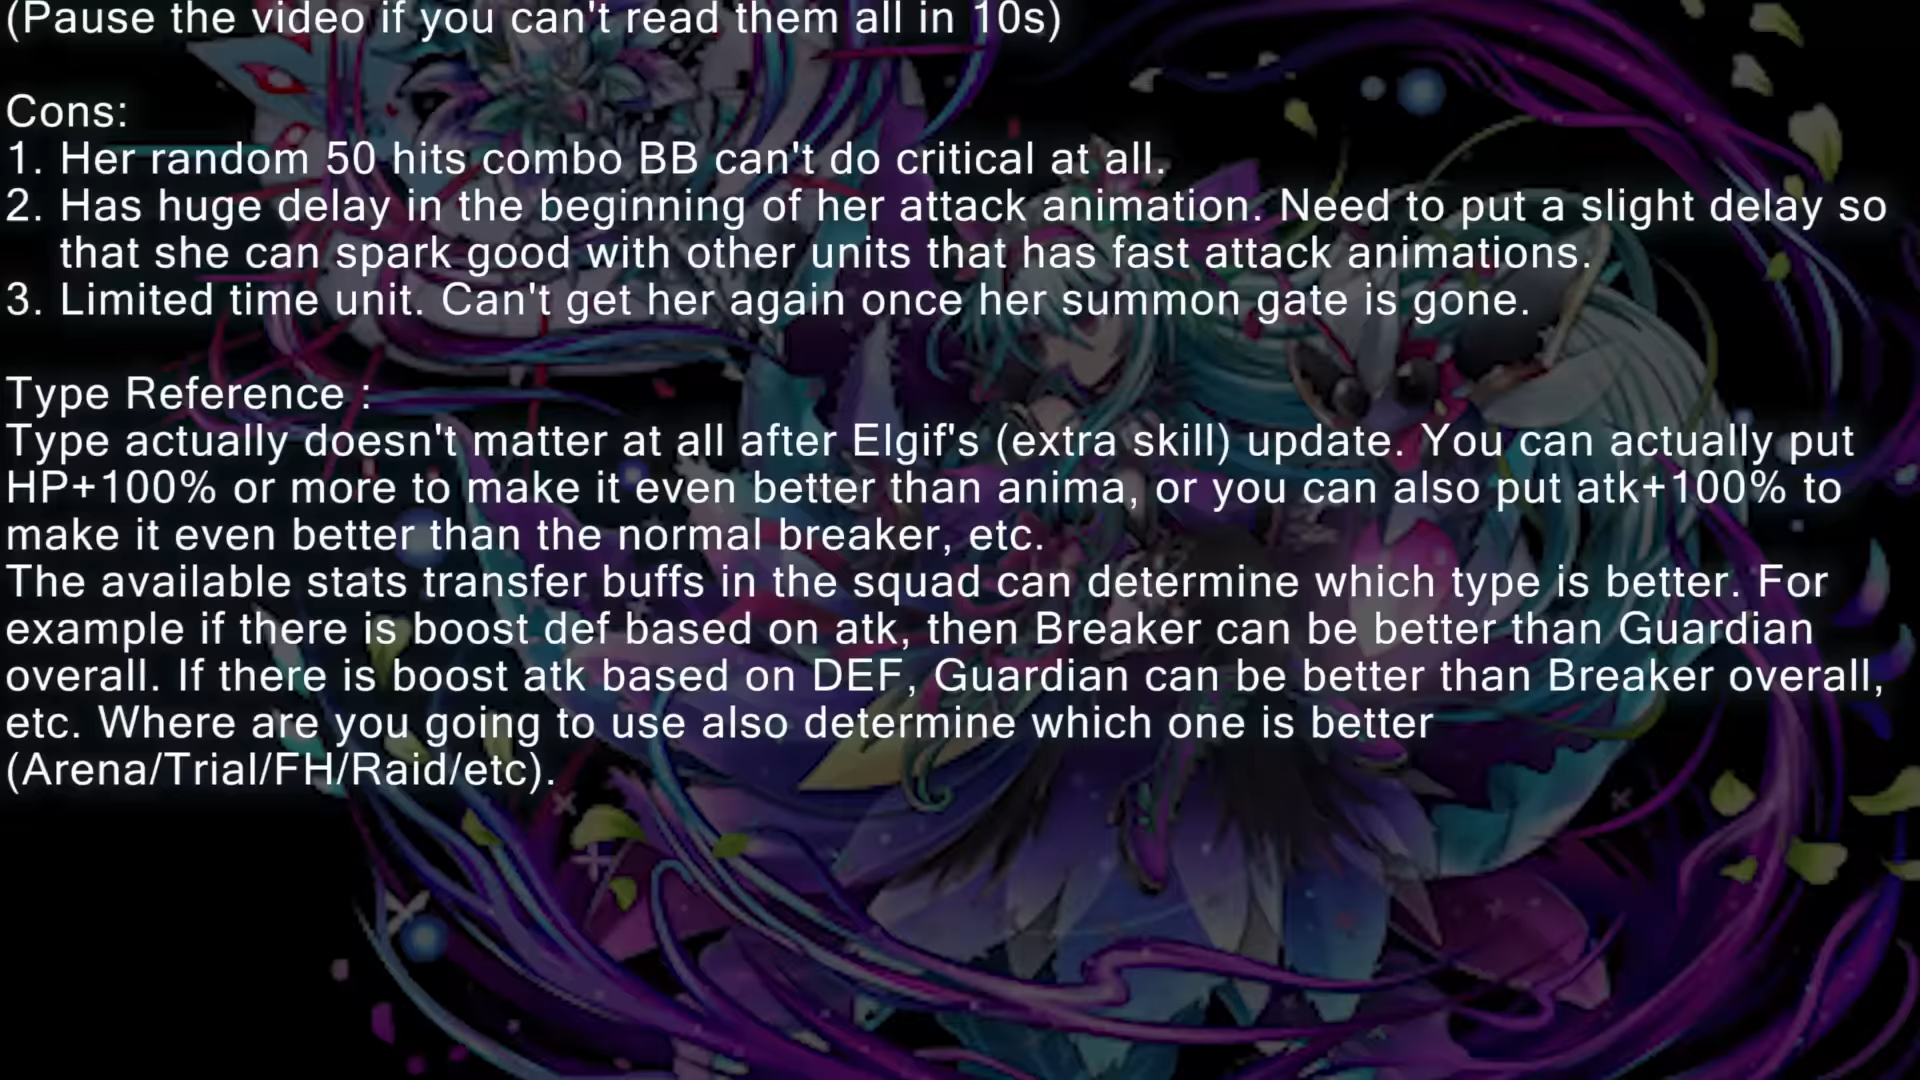 (Pause the video if you can't read them all in 10s)
Cons:
1. Her random 50 hits combo BB can't do critical at all.
2. Has huge delay in the beginning of her attack animation. Need to put a slight delay so
that she can spark good with other units that has fast attack animations.
3. Limited time unit. Can't get her again once her summon gate is gone.
Type Reference :
Type actually doesn't matter at all after Elgif's (extra skill) update. You can actually put
HP+100% or more to make it even better than anima, or you can also put atk+100% to
make it even better than the normal breaker, etc.
The available stats transfer buffs in the squad can determine which type is better. For
example if there is boost def based on atk, then Breaker can be better than Guardian
overall. If there is boost atk based on DEF, Guardian can be better than Breaker overall,
etc. Where are you going to use also determine which one is better
(Arena/Trial/FH/Raid/etc).